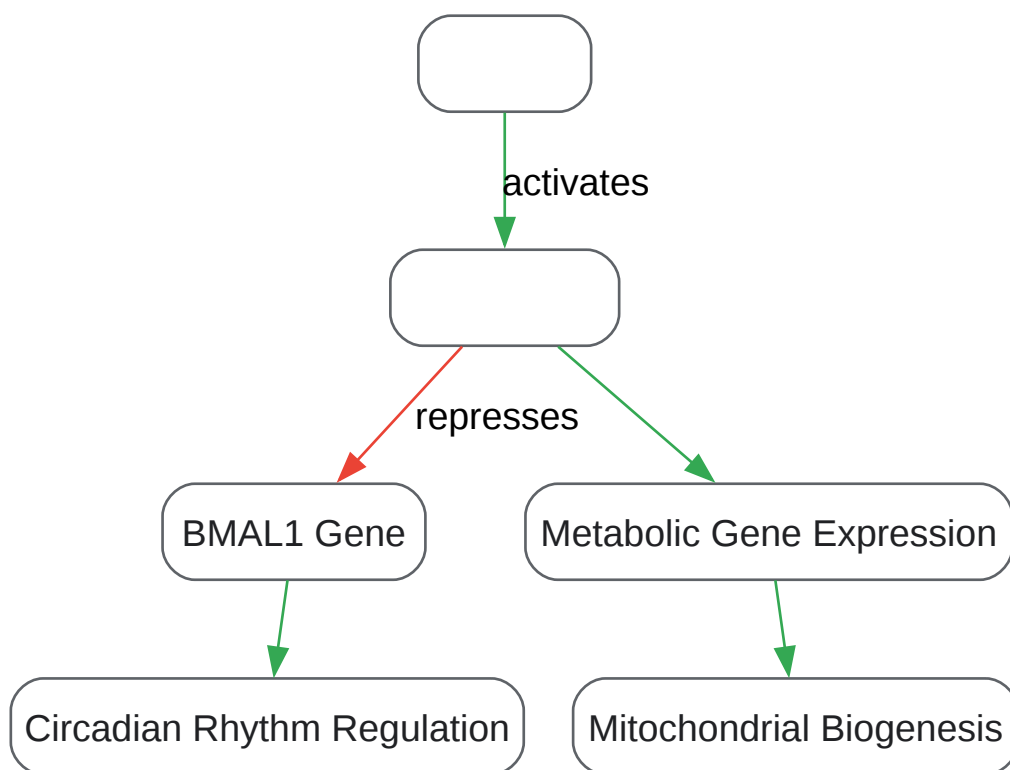 activates
represses
BMAL1 Gene
Metabolic Gene Expression
Circadian Rhythm Regulation
Mitochondrial Biogenesis